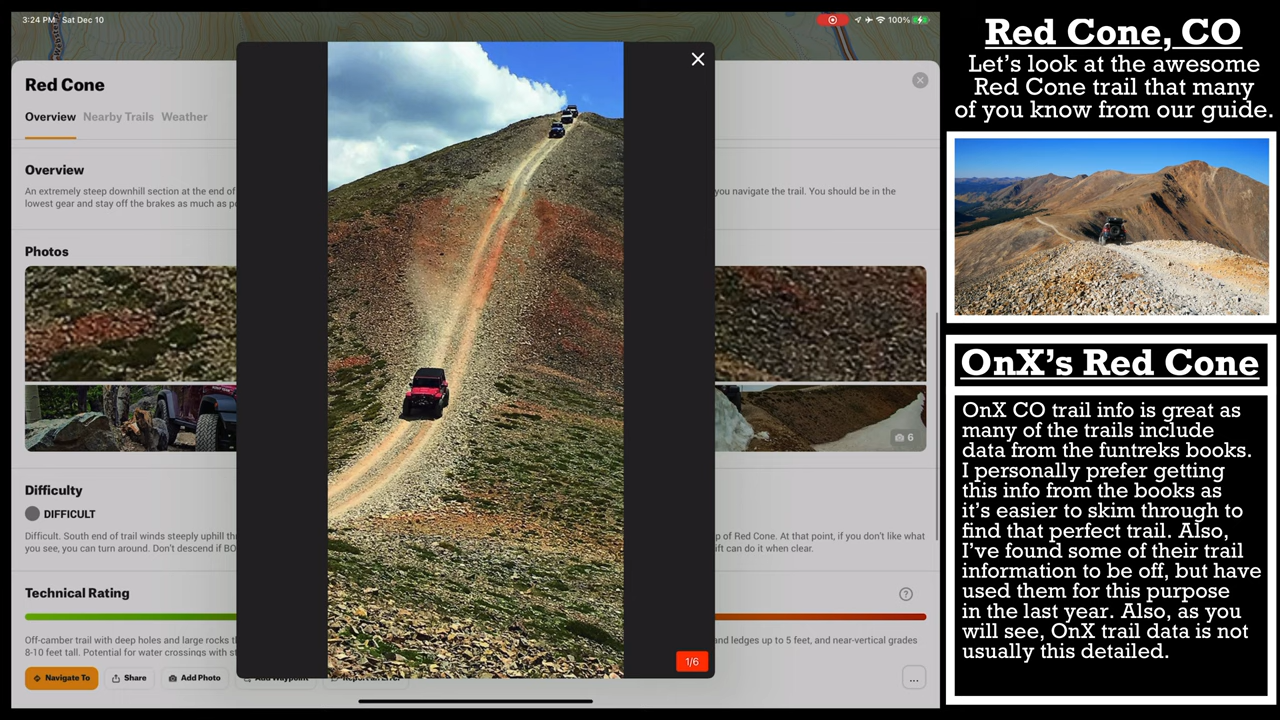 3:24 PM Sat Dec 10
100%
Red Cone
Overview Nearby Trails Weather
Overview
An extremely steep downhill section at the end of
you navigate the trail. You should be in the
lowest gear and stay off the brakes as much as
Photos
6
Difficulty
DIFFICULT
Difficult. South end of trail winds steeply uphill
p of Red Cone. At that point, if you don't like what
you see, you can turn around. Don't descend if
ift can do it when clear.
Technical Rating
?
Off-camber trail with deep holes and large rocks
and ledges up to 5 feet, and near-vertical grades
8-10 feet tall. Potential for water crossings with
Navigate To Share Add Photo Add Waypoint Report an Error
...
1/6
Red Cone, CO
Let's look at the awesome
Red Cone trail that many
of you know from our guide.
OnX's Red Cone
OnX CO trail info is great as
many of the trails include
data from the funtreks books.
I personally prefer getting
this info from the books as
it's easier to skim through to
find that perfect trail. Also,
I've found some of their trail
information to be off, but have
used them for this purpose
in the last year. Also, as you
will see, OnX trail data is not
usually this detailed.